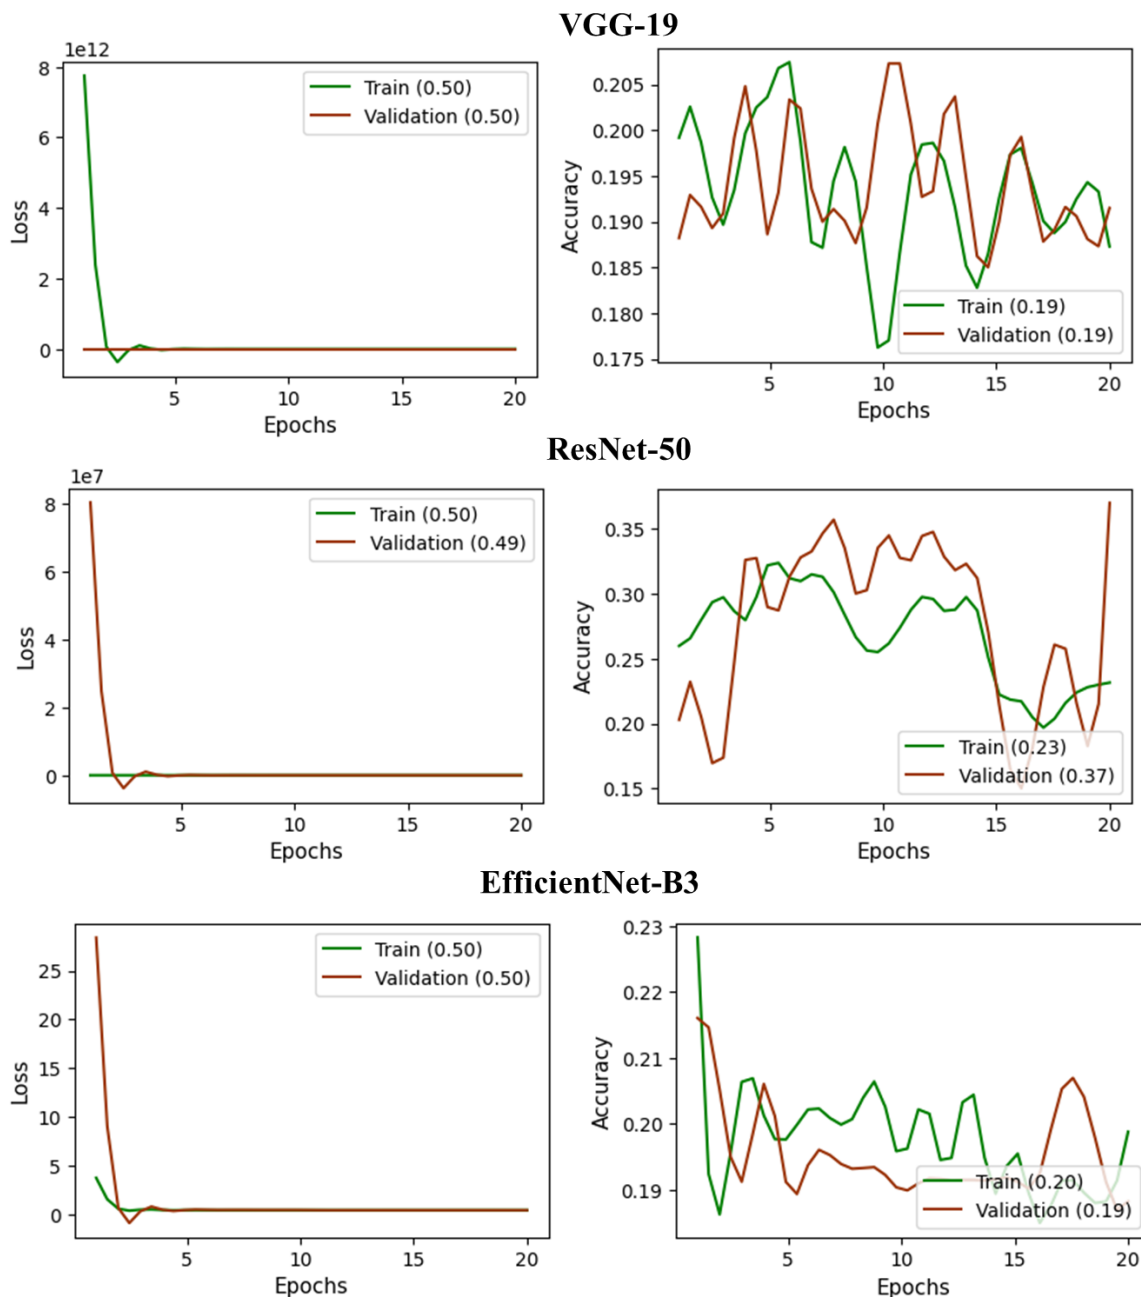 VGG-19
1e12
8
6
4
2
0
Loss
5
10
15
20
Epochs
Train (0.50)
Validation (0.50)
0.205
0.200
0.195
0.190
0.185
0.180
0.175
Accuracy
5
10
15
20
Epochs
Train (0.19)
Validation (0.19)
ResNet-50
1e7
8
6
4
2
0
Loss
5
10
15
20
Epochs
Train (0.50)
Validation (0.49)
0.35
0.30
0.25
0.20
0.15
Accuracy
5
10
15
20
Epochs
Train (0.23)
Validation (0.37)
EfficientNet-B3
25
20
15
10
5
0
Loss
5
10
15
20
Epochs
Train (0.50)
Validation (0.50)
0.23
0.22
0.21
0.20
0.19
Accuracy
5
10
15
20
Epochs
Train (0.20)
Validation (0.19)